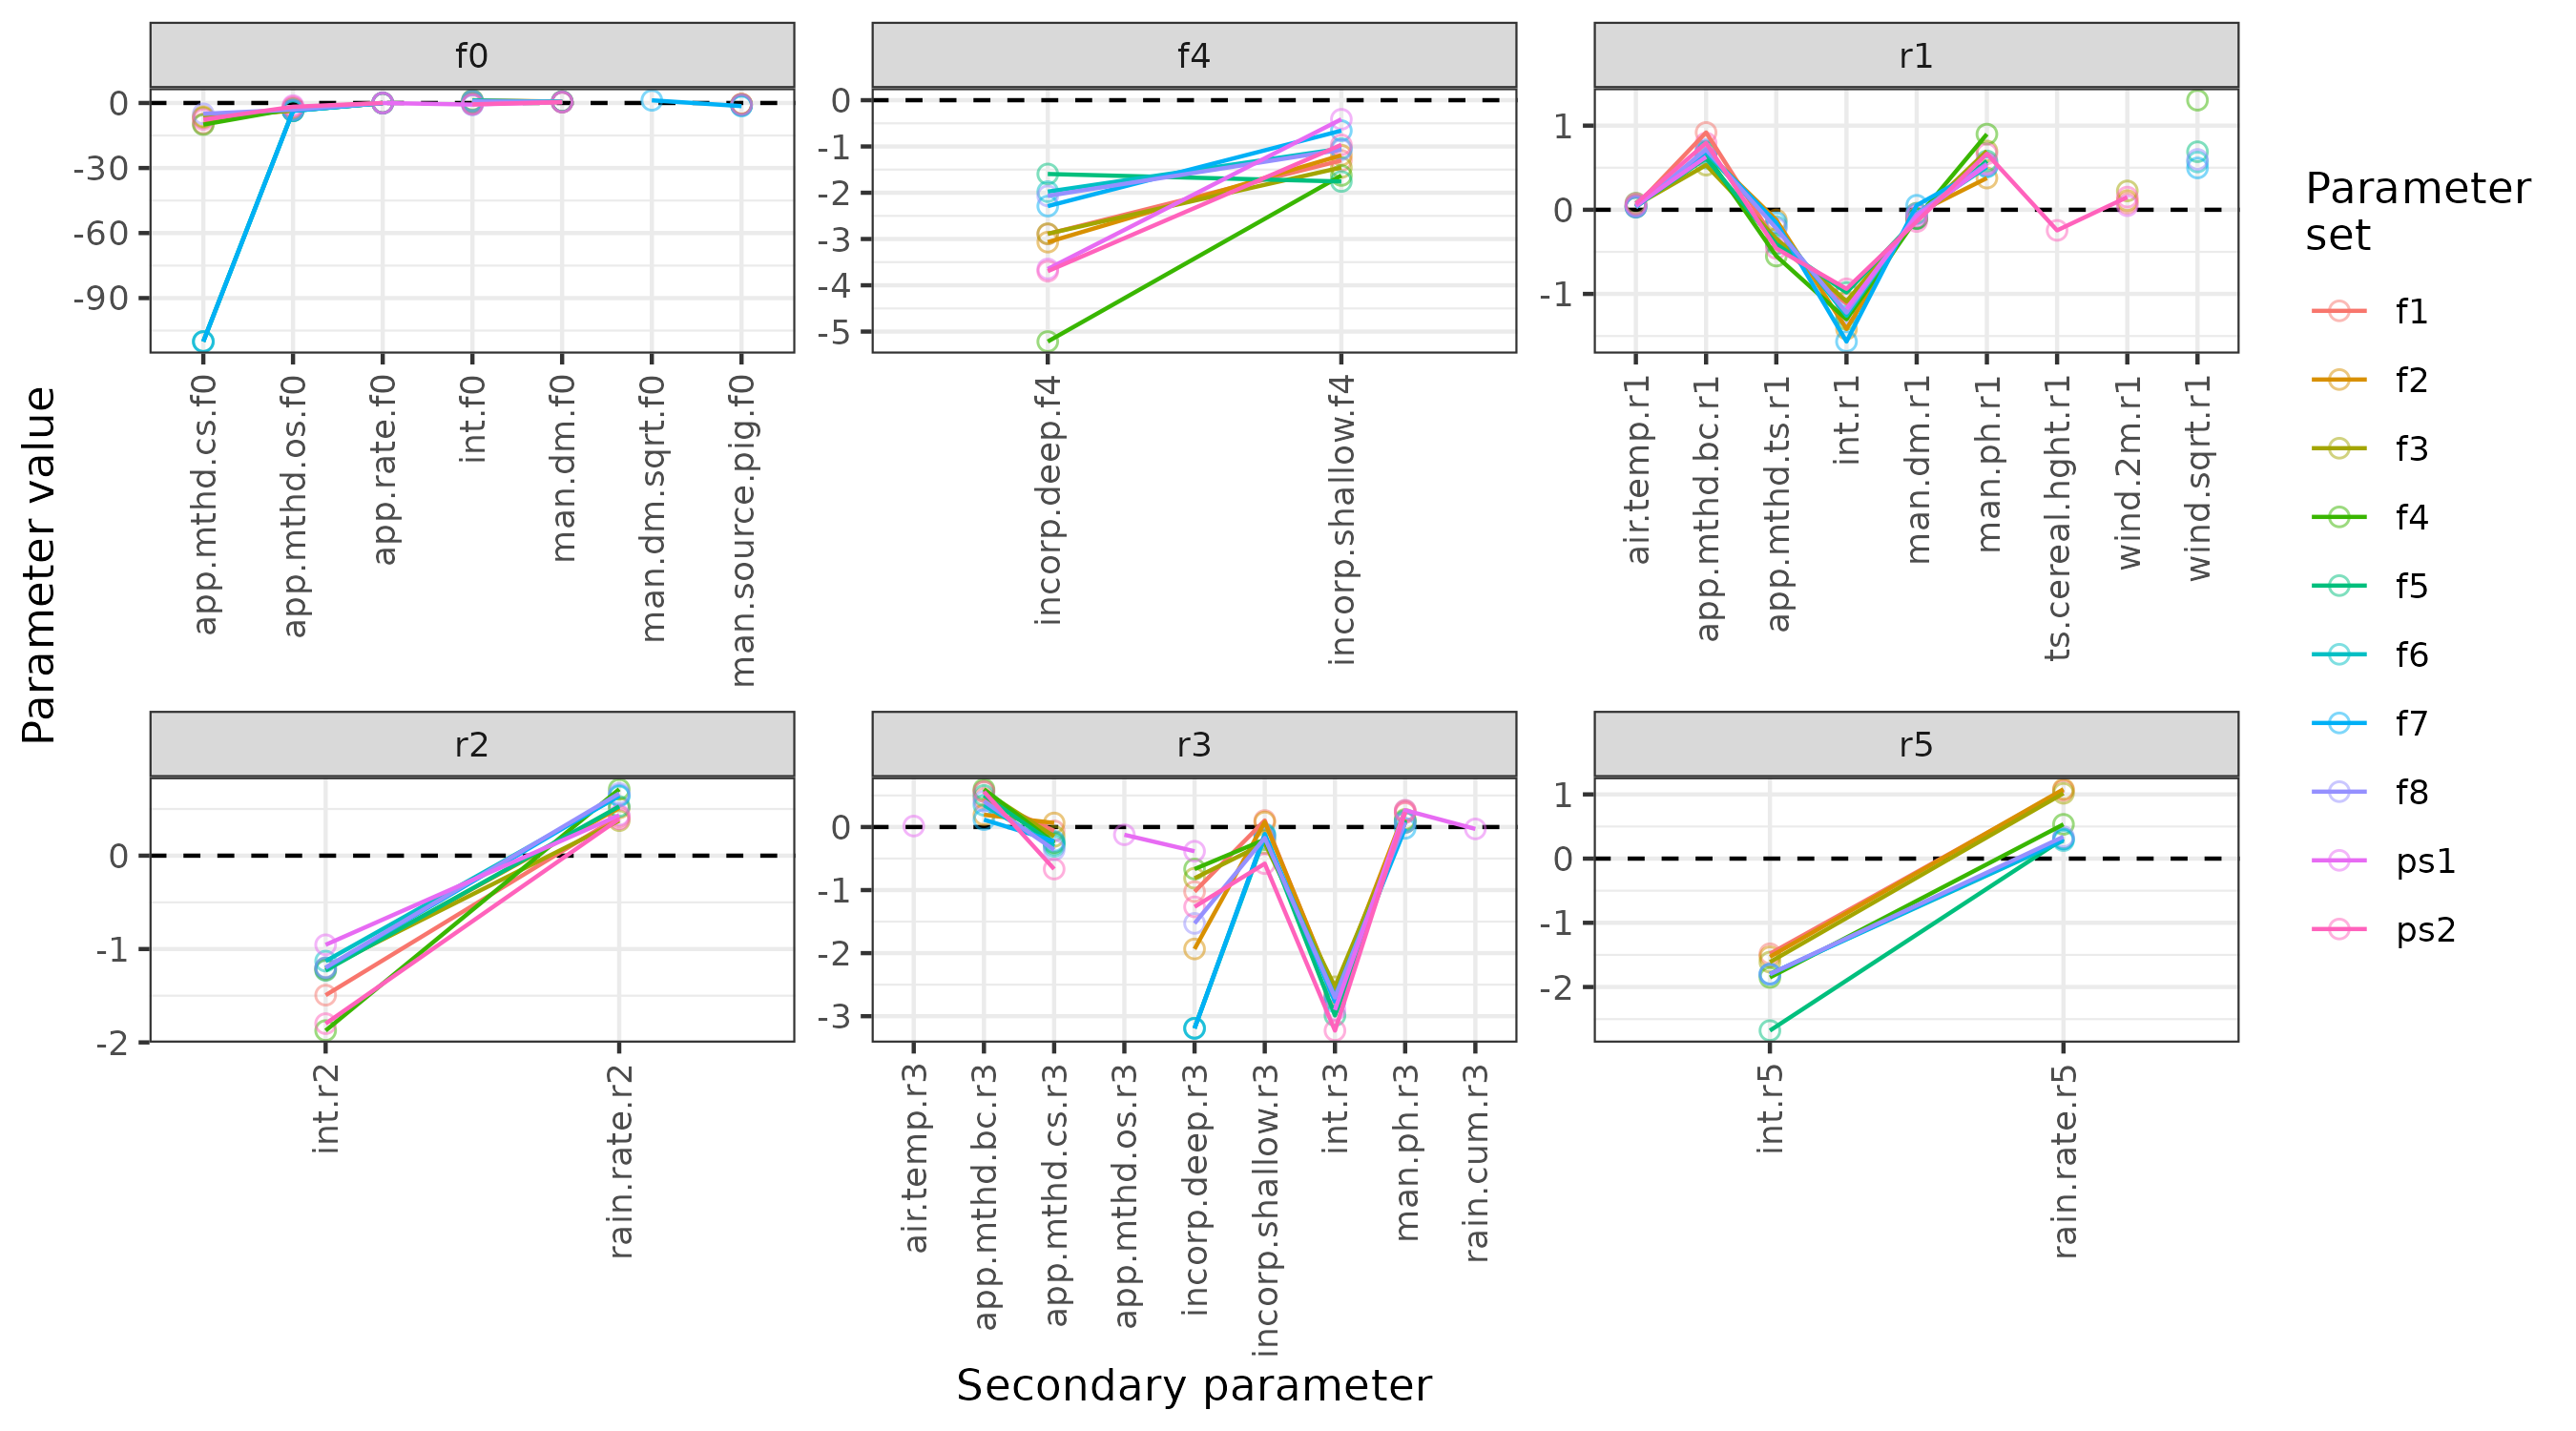 f0
f4
r1
0
-30
-60
-90
0
-1
-2
-3
-4
-5
1
0
-1
app.mthd.cs.f0
app.mthd.os.f0
app.rate.f0
int.f0
man.dm.f0
man.dm.sqrt.f0
man.source.pig.f0
incorp.deep.f4
incorp.shallow.f4
air.temp.r1
app.mthd.bc.r1
app.mthd.ts.r1
int.r1
man.dm.r1
man.ph.r1
ts.cereal.hght.r1
wind.2m.r1
wind.sqrt.r1
Parameter value
r2
r3
r5
0
-1
-2
0
-1
-2
-3
1
0
-1
-2
int.r2
rain.rate.r2
air.temp.r3
app.mthd.bc.r3
app.mthd.cs.r3
app.mthd.os.r3
incorp.deep.r3
incorp.shallow.r3
int.r3
man.ph.r3
rain.cum.r3
int.r5
rain.rate.r5
Secondary parameter
Parameter
set
f1
f2
f3
f4
f5
f6
f7
f8
ps1
ps2